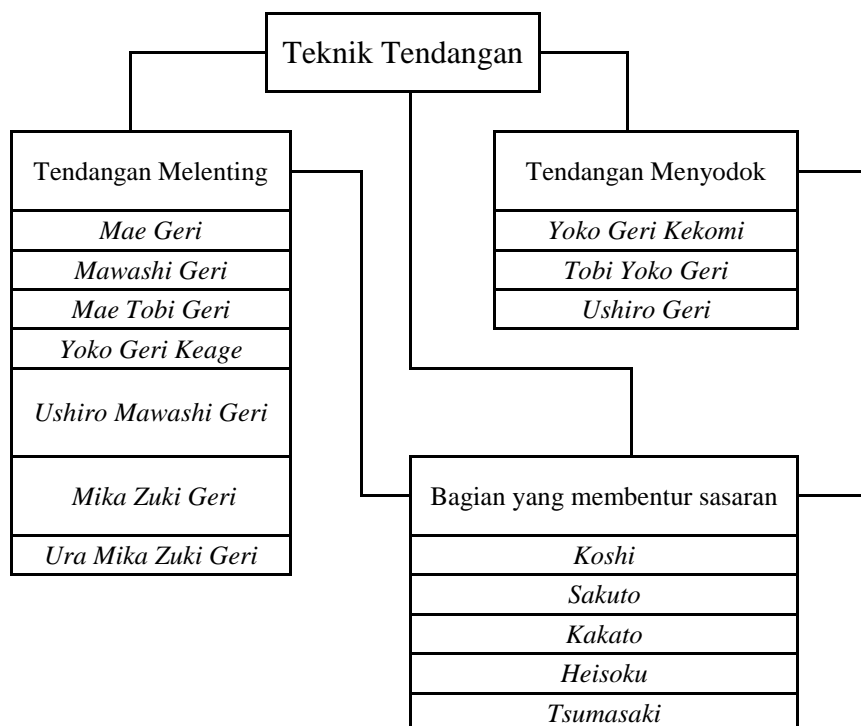 Teknik Tendangan
Tendangan Melenting
Mae Geri
Mawashi Geri
Mae Tobi Geri
Yoko Geri Keage
Ushiro Mawashi Geri
Mika Zuki Geri
Ura Mika Zuki Geri
Tendangan Menyodok
Yoko Geri Kekomi
Tobi Yoko Geri
Ushiro Geri
Bagian yang membentur sasaran
Koshi
Sakuto
Kakato
Heisoku
Tsumasaki